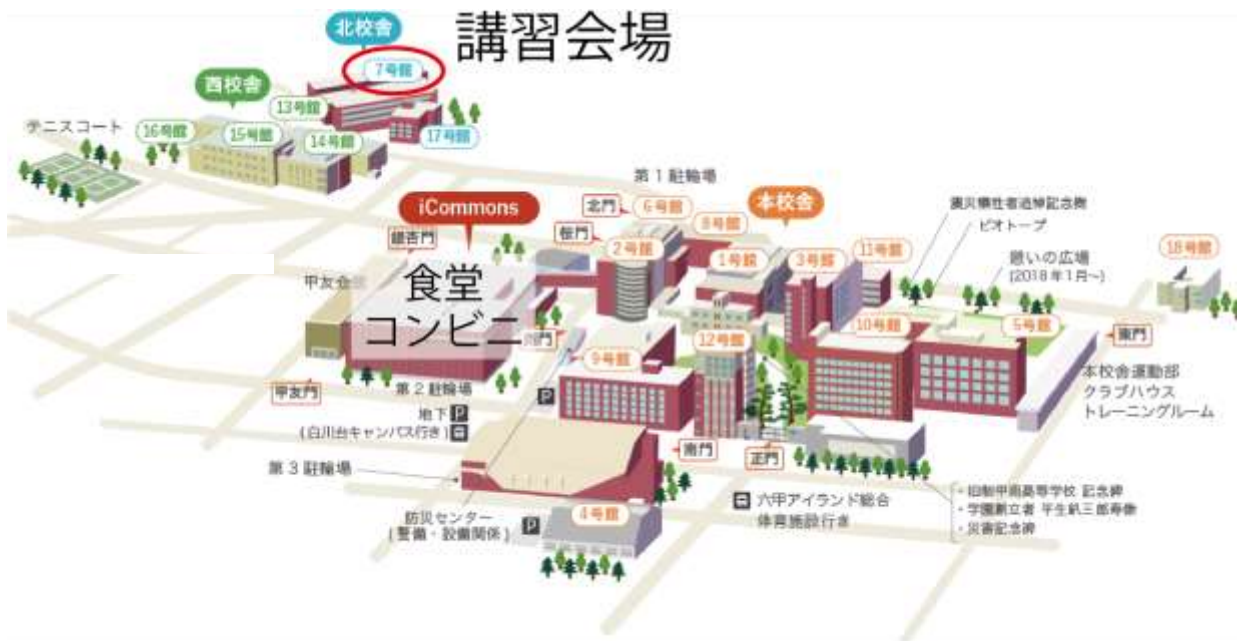 北校舎
講習会場
7号館
西校舎
13号館
テニスコート
16号館
15号館
14号館
17号館
第1駐輪場
iCommons
北門
6号館
本校舎
震災犠牲者追悼記念碑
桜門
8号館
ビオトープ
銀杏門
2号館
1号館
3号館
11号館
憩いの広場
18号館
(2018年1月~)
甲友会館
食堂
コンビニ
9号館
12号館
10号館
5号館
東門
本校舎運動部
クラブハウス
トレーニングルーム
甲友門
第2駐輪場
地下 P
(白川台キャンパス行き)
P
南門
正門
第3駐輪場
六甲アイランド総合
体育施設行き
・旧制甲南高等学校 記念碑
・学園創立者 平生釟三郎寿像
・災害記念碑
防災センター
(警備・設備関係)
P
4号館